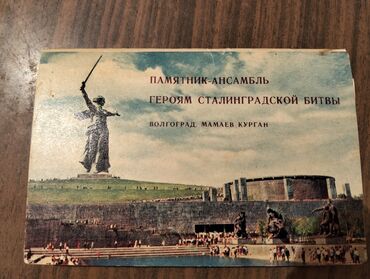 ПАМЯТНИК-АНСАМБЛЬ
ГЕРОЯМ СТАЛИНГРАДСКОЙ БИТВЫ
ВОЛГОГРАД. МАМАЕВ КУРГАН